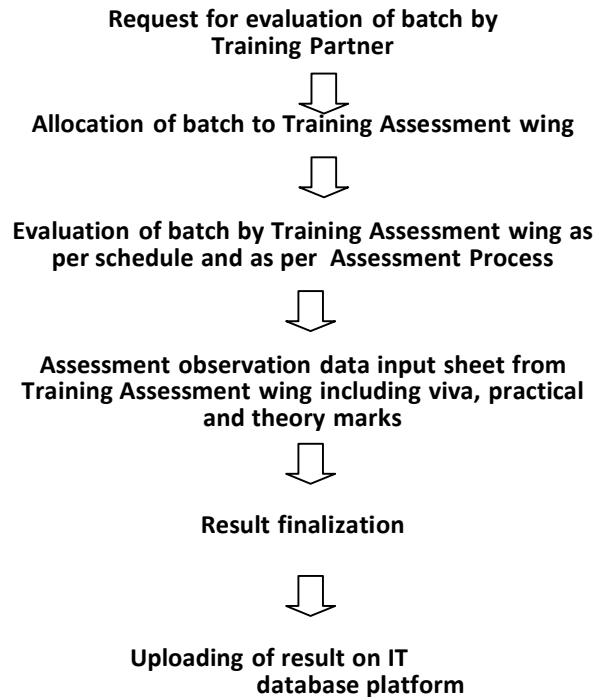 Request for evaluation of batch by
Training Partner
Allocation of batch to Training Assessment wing
Evaluation of batch by Training Assessment wing as
per schedule and as per Assessment Process
Assessment observation data input sheet from
Training Assessment wing including viva, practical
and theory marks
Result finalization
Uploading of result on IT
database platform